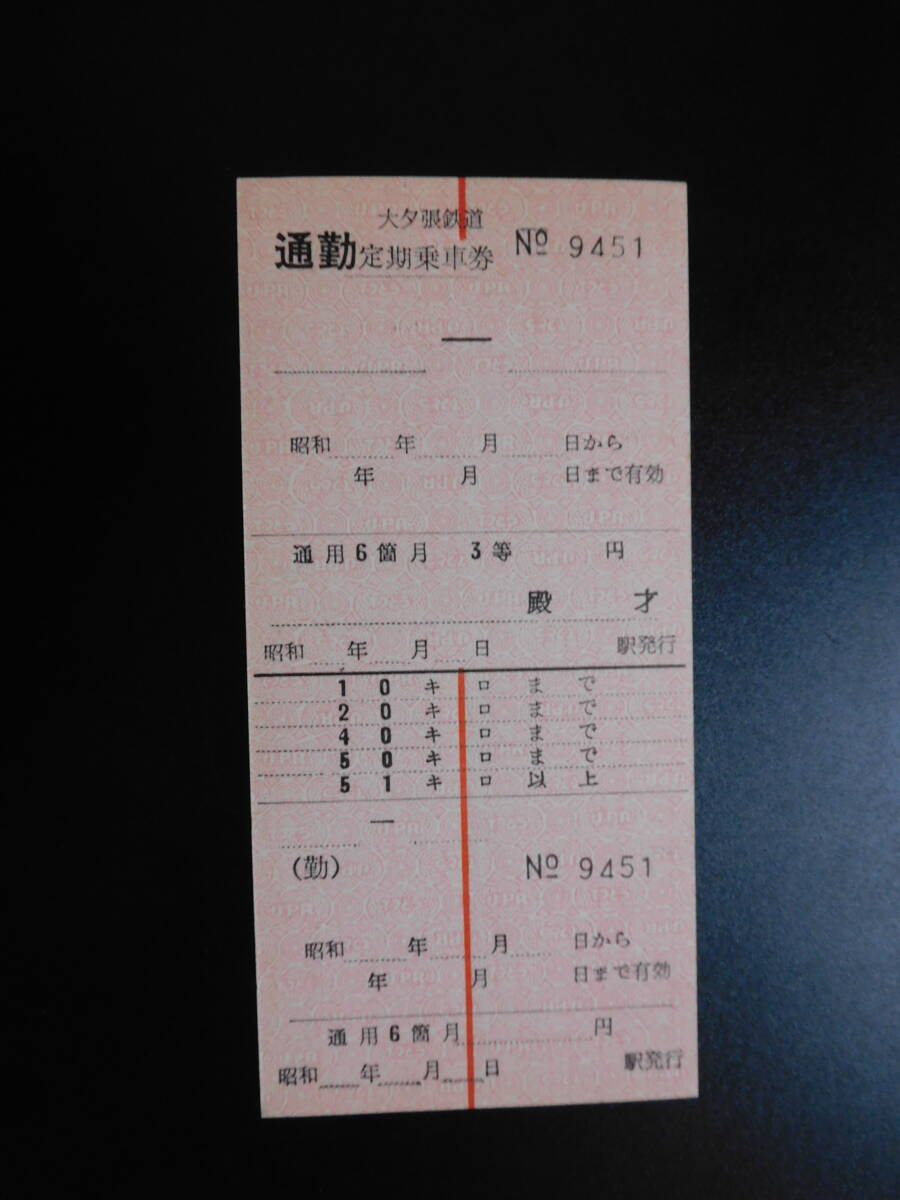 大夕張鉄道
通勤定期乗車券 No 9451
―
昭和 年 月 日から
年 月 日まで有効
通用6箇月 3等 円
殿 才
昭和 年 月 日 駅発行
10キロまで
20キロまで
40キロまで
50キロまで
51キロ以上
―
(勤) No 9451
昭和 年 月 日から
年 月 日まで有効
通用6箇月 円
昭和 年 月 日 駅発行